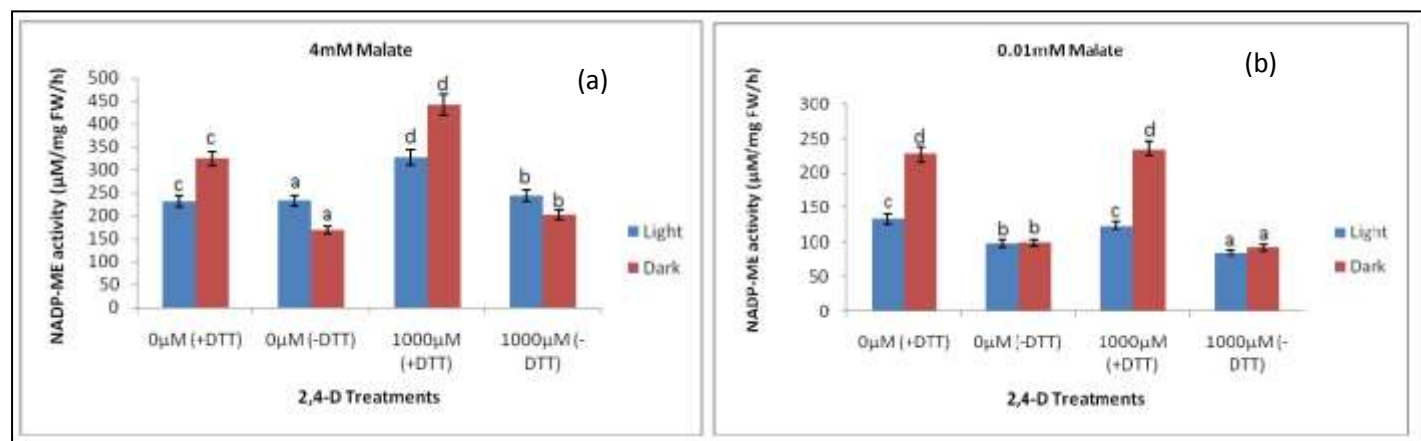 4mM Malate
(a)
NADP-ME activity (µM/mg FW/h)
500
450
400
350
300
250
200
150
100
50
0
c
c
a
a
d
d
b
b
Light
Dark
0µM (+DTT)
0µM (-DTT)
1000µM
(+DTT)
1000µM (-
DTT)
2,4-D Treatments
0.01mM Malate
(b)
NADP-ME activity (µM/mg FW/h)
300
250
200
150
100
50
0
c
d
b
b
c
d
a
a
Light
Dark
0µM (+DTT)
0µM (-DTT)
1000µM
(+DTT)
1000µM (-
DTT)
2,4-D Treatments